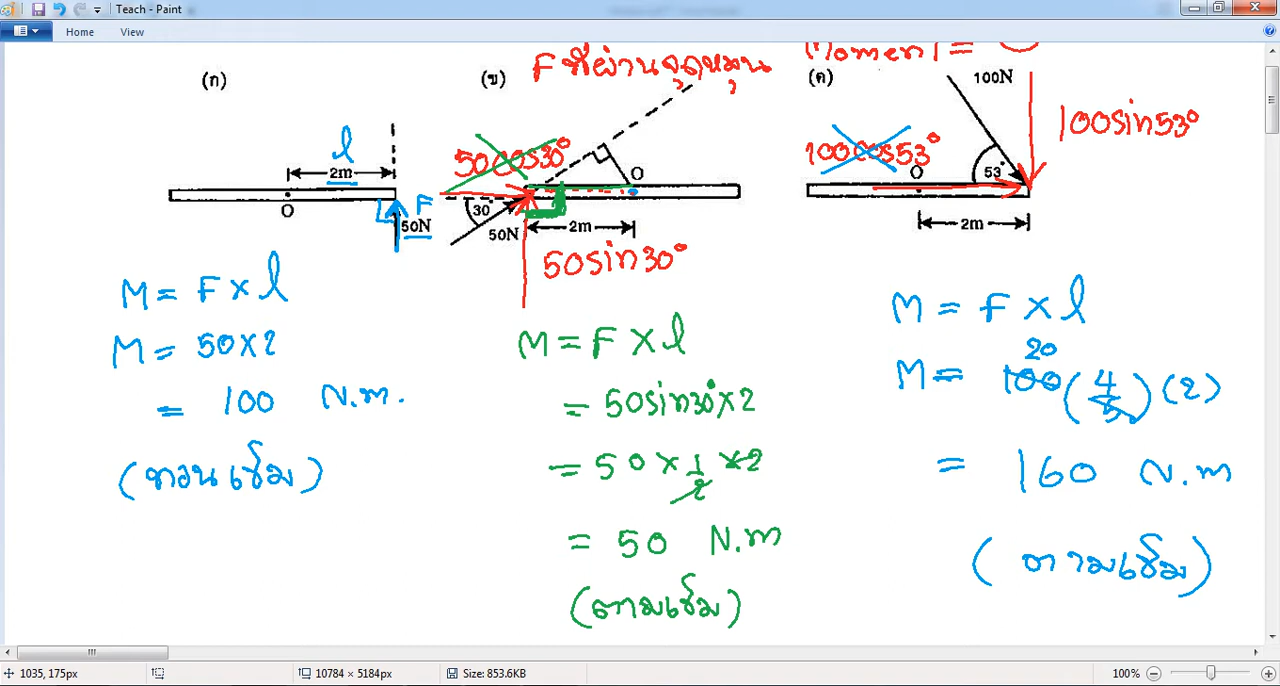 Teach - Paint
Home View
F ที่ผ่านจุดหมุน
Moment =
(ก)
(ข)
(ค)
l
2m
O
F
50N
50cos30°
O
30°
50N
2m
50sin30°
100N
100sin53°
100cos53°
O
53°
2m
M = F × l
M = 50×2
= 100 N.m.
(ทวนเข็ม)
M = F × l
= 50sin30°×2
= 50 × 1/2 ×2
= 50 N.m
(ตามเข็ม)
M = F × l
20
M = 100 (4/5) (2)
= 160 N.m
(ตามเข็ม)
1035, 175px
10784 × 5184px
Size: 853.6KB
100%